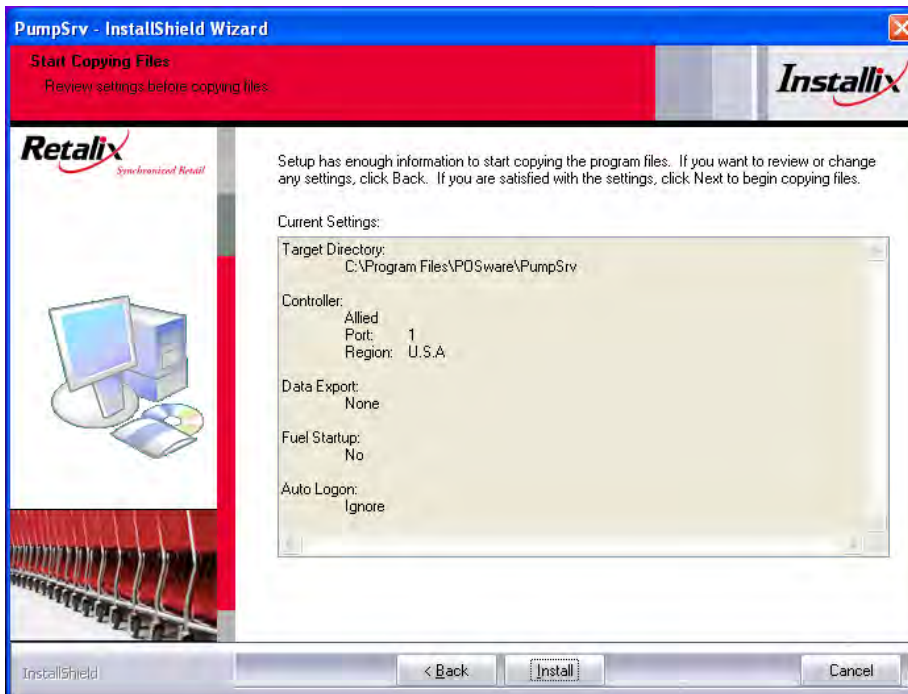 PumpSrv - InstallShield Wizard
Start Copying Files
Review settings before copying files.
Installix
Retalix
Synchronized Retail
Setup has enough information to start copying the program files. If you want to review or change
any settings, click Back. If you are satisfied with the settings, click Next to begin copying files.
Current Settings:
Target Directory:
C:\Program Files\POSware\PumpSrv
Controller:
Allied
Port: 1
Region: U.S.A
Data Export:
None
Fuel Startup:
No
Auto Logon:
Ignore
InstallShield
< Back
Install
Cancel